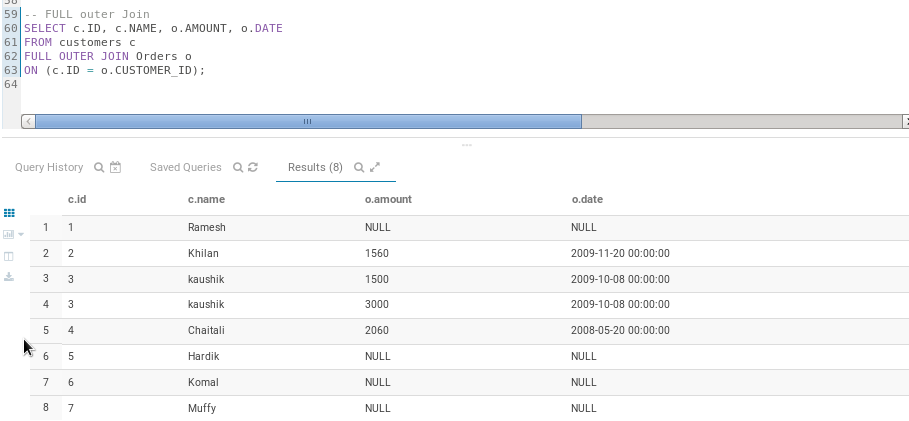 58
59 -- FULL outer Join
60 SELECT c.ID, c.NAME, o.AMOUNT, o.DATE
61 FROM customers c
62 FULL OUTER JOIN Orders o
63 ON (c.ID = o.CUSTOMER_ID);
64
Query History Saved Queries Results (8)
c.id c.name o.amount o.date
1 1 Ramesh NULL NULL
2 2 Khilan 1560 2009-11-20 00:00:00
3 3 kaushik 1500 2009-10-08 00:00:00
4 3 kaushik 3000 2009-10-08 00:00:00
5 4 Chaitali 2060 2008-05-20 00:00:00
6 5 Hardik NULL NULL
7 6 Komal NULL NULL
8 7 Muffy NULL NULL